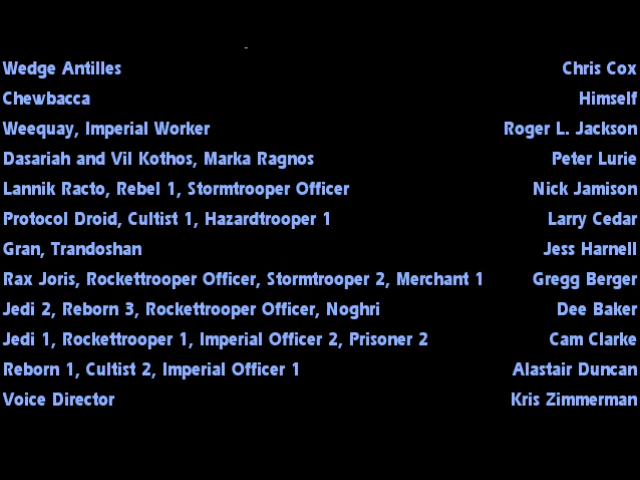 Wedge Antilles Chris Cox
Chewbacca Himself
Weequay, Imperial Worker Roger L. Jackson
Dasariah and Vil Kothos, Marka Ragnos Peter Lurie
Lannik Racto, Rebel 1, Stormtrooper Officer Nick Jamison
Protocol Droid, Cultist 1, Hazardtrooper 1 Larry Cedar
Gran, Trandoshan Jess Harnell
Rax Joris, Rockettrooper Officer, Stormtrooper 2, Merchant 1 Gregg Berger
Jedi 2, Reborn 3, Rockettrooper Officer, Noghri Dee Baker
Jedi 1, Rockettrooper 1, Imperial Officer 2, Prisoner 2 Cam Clarke
Reborn 1, Cultist 2, Imperial Officer 1 Alastair Duncan
Voice Director Kris Zimmerman